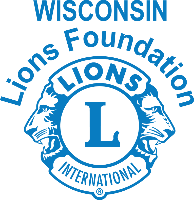 WISCONSIN
Lions Foundation
LIONS
L
INTERNATIONAL
®